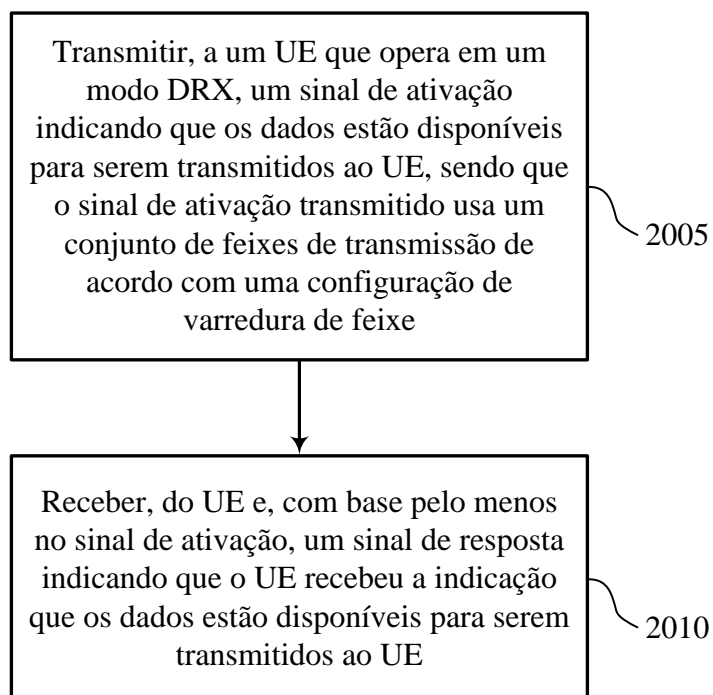 Transmitir, a um UE que opera em um
modo DRX, um sinal de ativação
indicando que os dados estão disponíveis
para serem transmitidos ao UE, sendo que
o sinal de ativação transmitido usa um
conjunto de feixes de transmissão de
acordo com uma configuração de
varredura de feixe
2005
Receber, do UE e, com base pelo menos
no sinal de ativação, um sinal de resposta
indicando que o UE recebeu a indicação
que os dados estão disponíveis para serem
transmitidos ao UE
2010